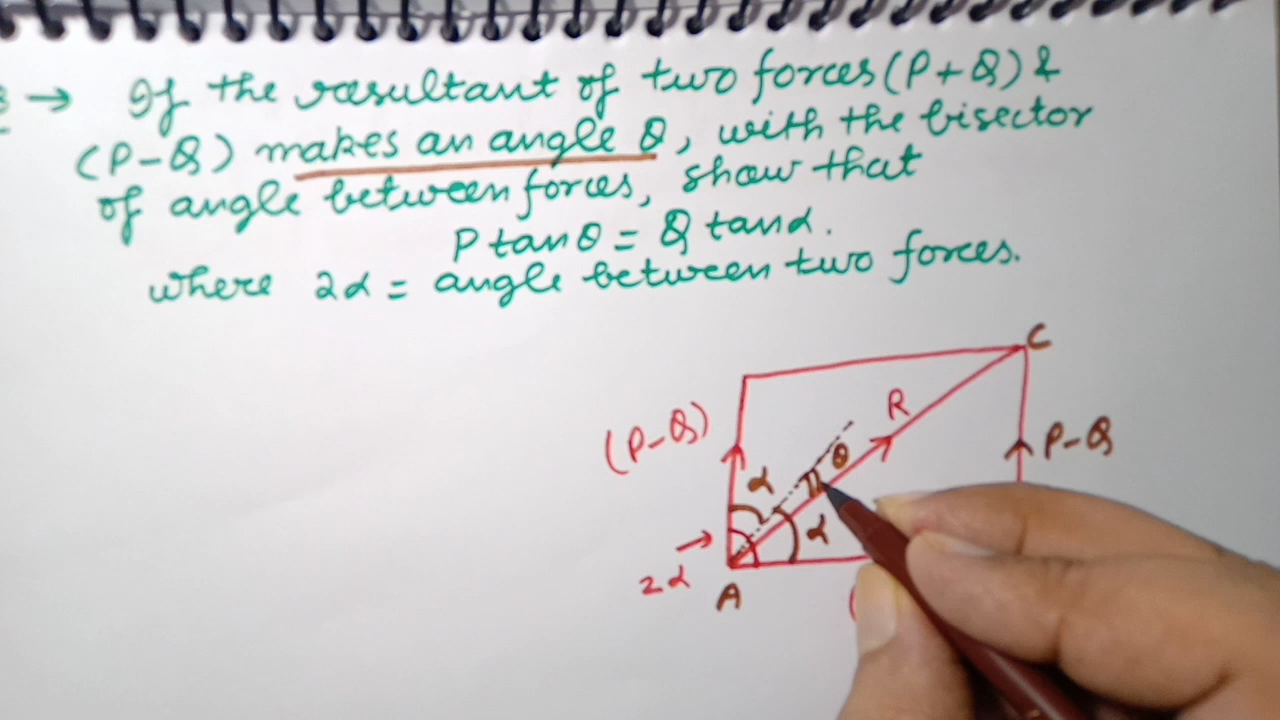 → If the resultant of two forces (P+Q) &
(P-Q) makes an angle θ, with the bisector
of angle between forces, show that
P tan θ = Q tan α.
where 2α = angle between two forces.
C
R
(P-Q)
P-Q
θ
α
α
2α
A
(